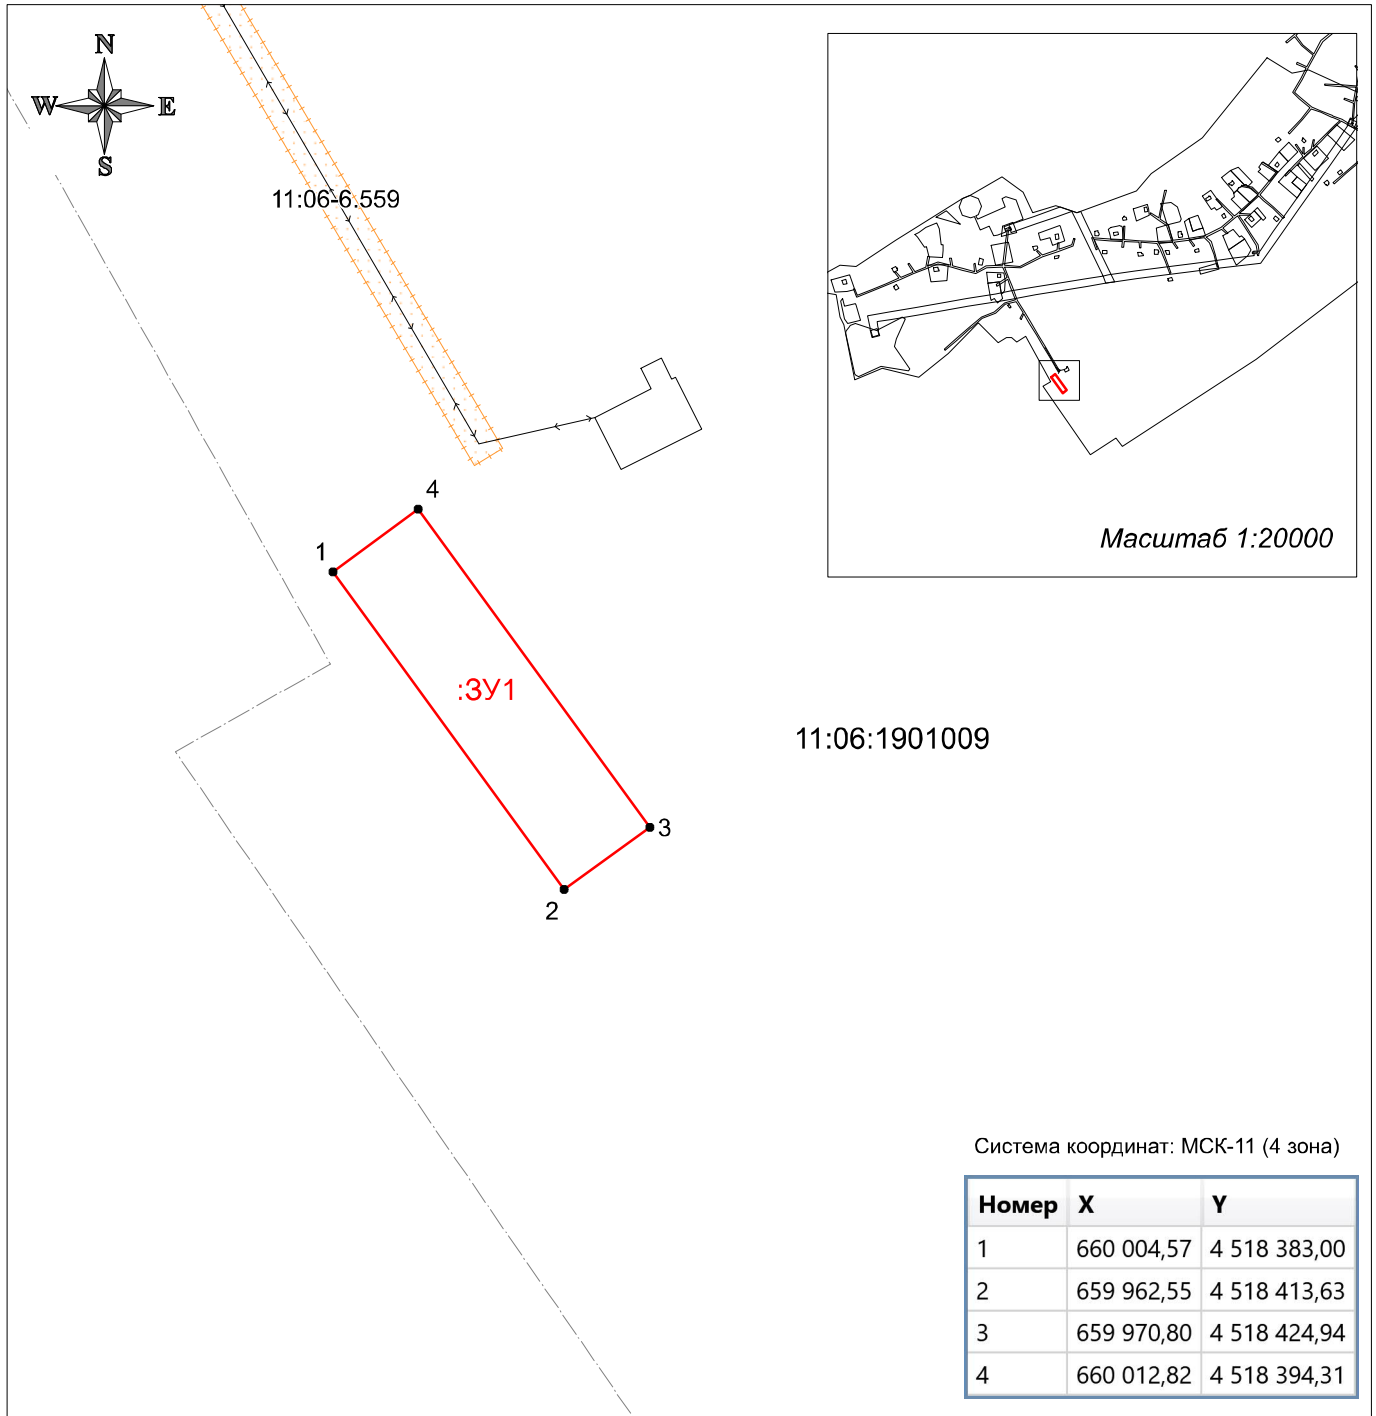 N
W E
S
11:06-6.559
Масштаб 1:20000
4
1
:ЗУ1
11:06:1901009
3
2
Система координат: МСК-11 (4 зона)
Номер X Y
1 660 004,57 4 518 383,00
2 659 962,55 4 518 413,63
3 659 970,80 4 518 424,94
4 660 012,82 4 518 394,31